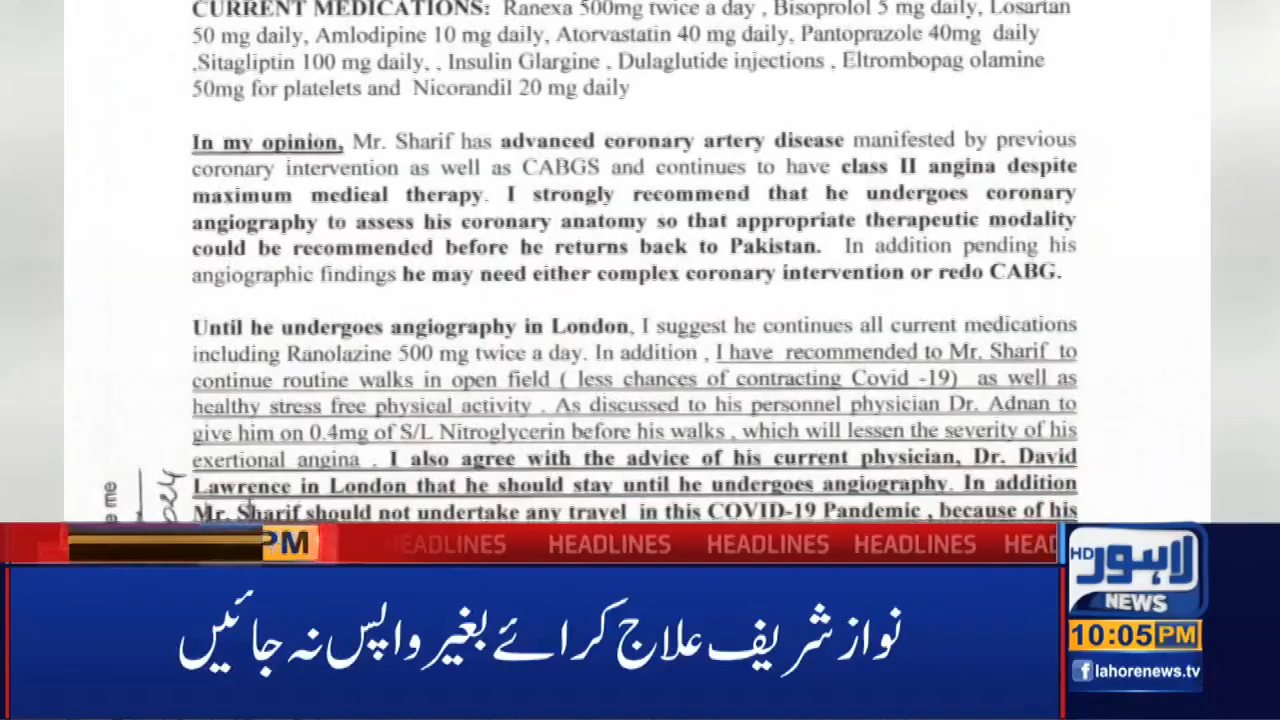 CURRENT MEDICATIONS: Ranexa 500mg twice a day , Bisoprolol 5 mg daily, Losartan
50 mg daily, Amlodipine 10 mg daily, Atorvastatin 40 mg daily, Pantoprazole 40mg daily
,Sitagliptin 100 mg daily, . Insulin Glargine , Dulaglutide injections , Eltrombopag olamine
50mg for platelets and Nicorandil 20 mg daily
In my opinion, Mr. Sharif has advanced coronary artery disease manifested by previous
coronary intervention as well as CABGS and continues to have class II angina despite
maximum medical therapy. I strongly recommend that he undergoes coronary
angiography to assess his coronary anatomy so that appropriate therapeutic modality
could be recommended before he returns back to Pakistan. In addition pending his
angiographic findings he may need either complex coronary intervention or redo CABG.
Until he undergoes angiography in London, I suggest he continues all current medications
including Ranolazine 500 mg twice a day. In addition , I have recommended to Mr. Sharif to
continue routine walks in open field ( less chances of contracting Covid -19) as well as
healthy stress free physical activity . As discussed to his personnel physician Dr. Adnan to
give him on 0.4mg of S/L Nitroglycerin before his walks , which will lessen the severity of his
exertional angina . I also agree with the advice of his current physician, Dr. David
Lawrence in London that he should stay until he undergoes angiography. In addition
Mr. Sharif should not undertake any travel in this COVID-19 Pandemic , because of his
me
PM HEADLINES HEADLINES HEADLINES HEADLINES HEAD
نواز شریف علاج کرائے بغیر واپس نہ جائیں
HD لاہور
NEWS
10:05 PM
f lahorenews.tv